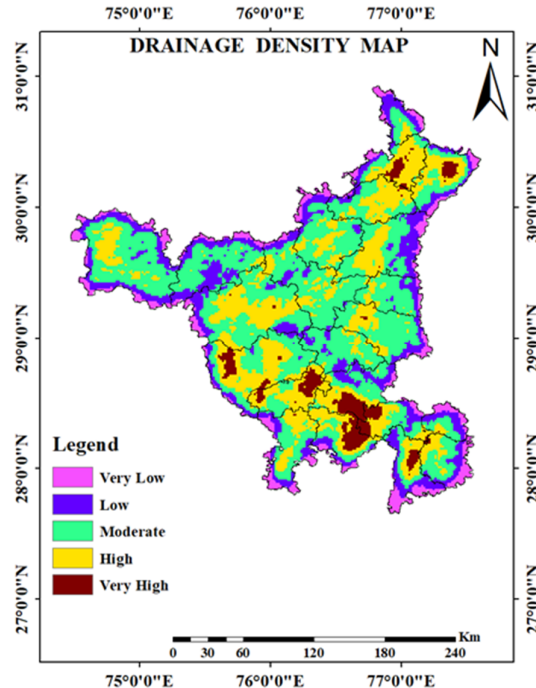 75°0'0"E 76°0'0"E 77°0'0"E
DRAINAGE DENSITY MAP
N
31°0'0"N 31°0'0"N
30°0'0"N 30°0'0"N
29°0'0"N 29°0'0"N
28°0'0"N 28°0'0"N
27°0'0"N 27°0'0"N
Legend
Very Low
Low
Moderate
High
Very High
Km
0 30 60 120 180 240
75°0'0"E 76°0'0"E 77°0'0"E